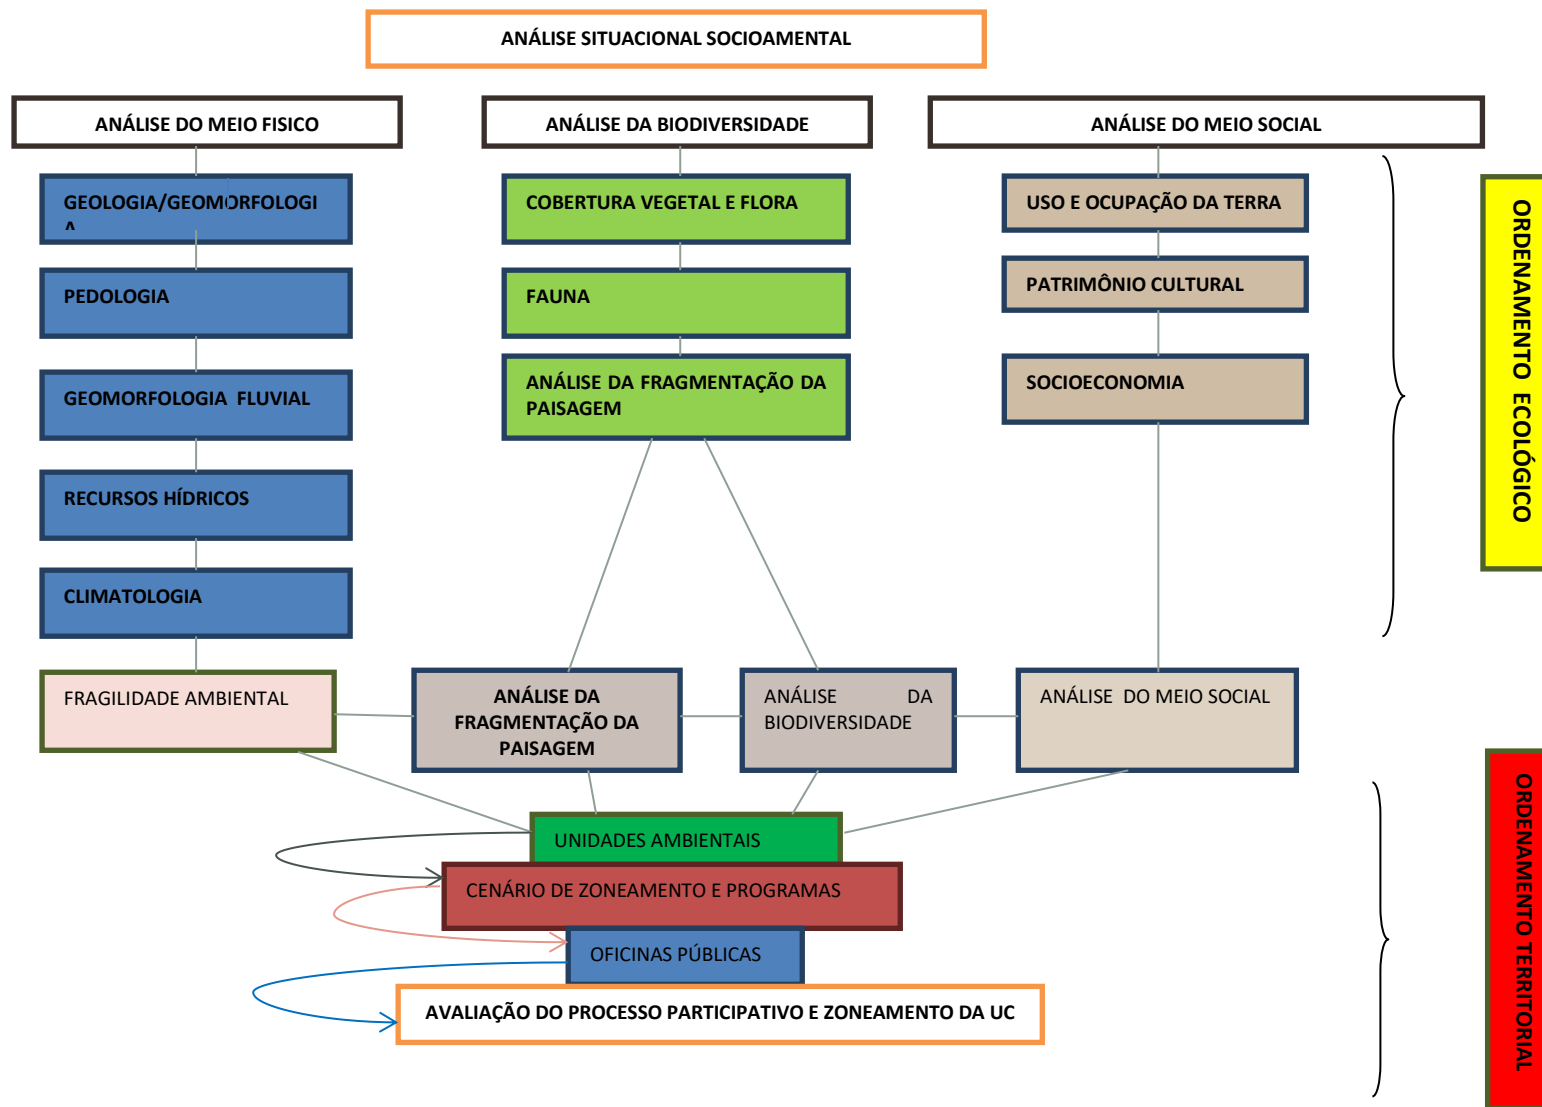 ANÁLISE SITUACIONAL SOCIOAMENTAL
ANÁLISE DO MEIO FISICO
ANÁLISE DA BIODIVERSIDADE
ANÁLISE DO MEIO SOCIAL
GEOLOGIA/GEOMORFOLOGI
A
PEDOLOGIA
GEOMORFOLOGIA FLUVIAL
RECURSOS HÍDRICOS
CLIMATOLOGIA
COBERTURA VEGETAL E FLORA
FAUNA
ANÁLISE DA FRAGMENTAÇÃO DA
PAISAGEM
USO E OCUPAÇÃO DA TERRA
PATRIMÔNIO CULTURAL
SOCIOECONOMIA
ORDENAMENTO ECOLÓGICO
FRAGILIDADE AMBIENTAL
ANÁLISE DA
FRAGMENTAÇÃO DA
PAISAGEM
ANÁLISE DA
BIODIVERSIDADE
ANÁLISE DO MEIO SOCIAL
UNIDADES AMBIENTAIS
CENÁRIO DE ZONEAMENTO E PROGRAMAS
OFICINAS PÚBLICAS
AVALIAÇÃO DO PROCESSO PARTICIPATIVO E ZONEAMENTO DA UC
ORDENAMENTO TERRITORIAL